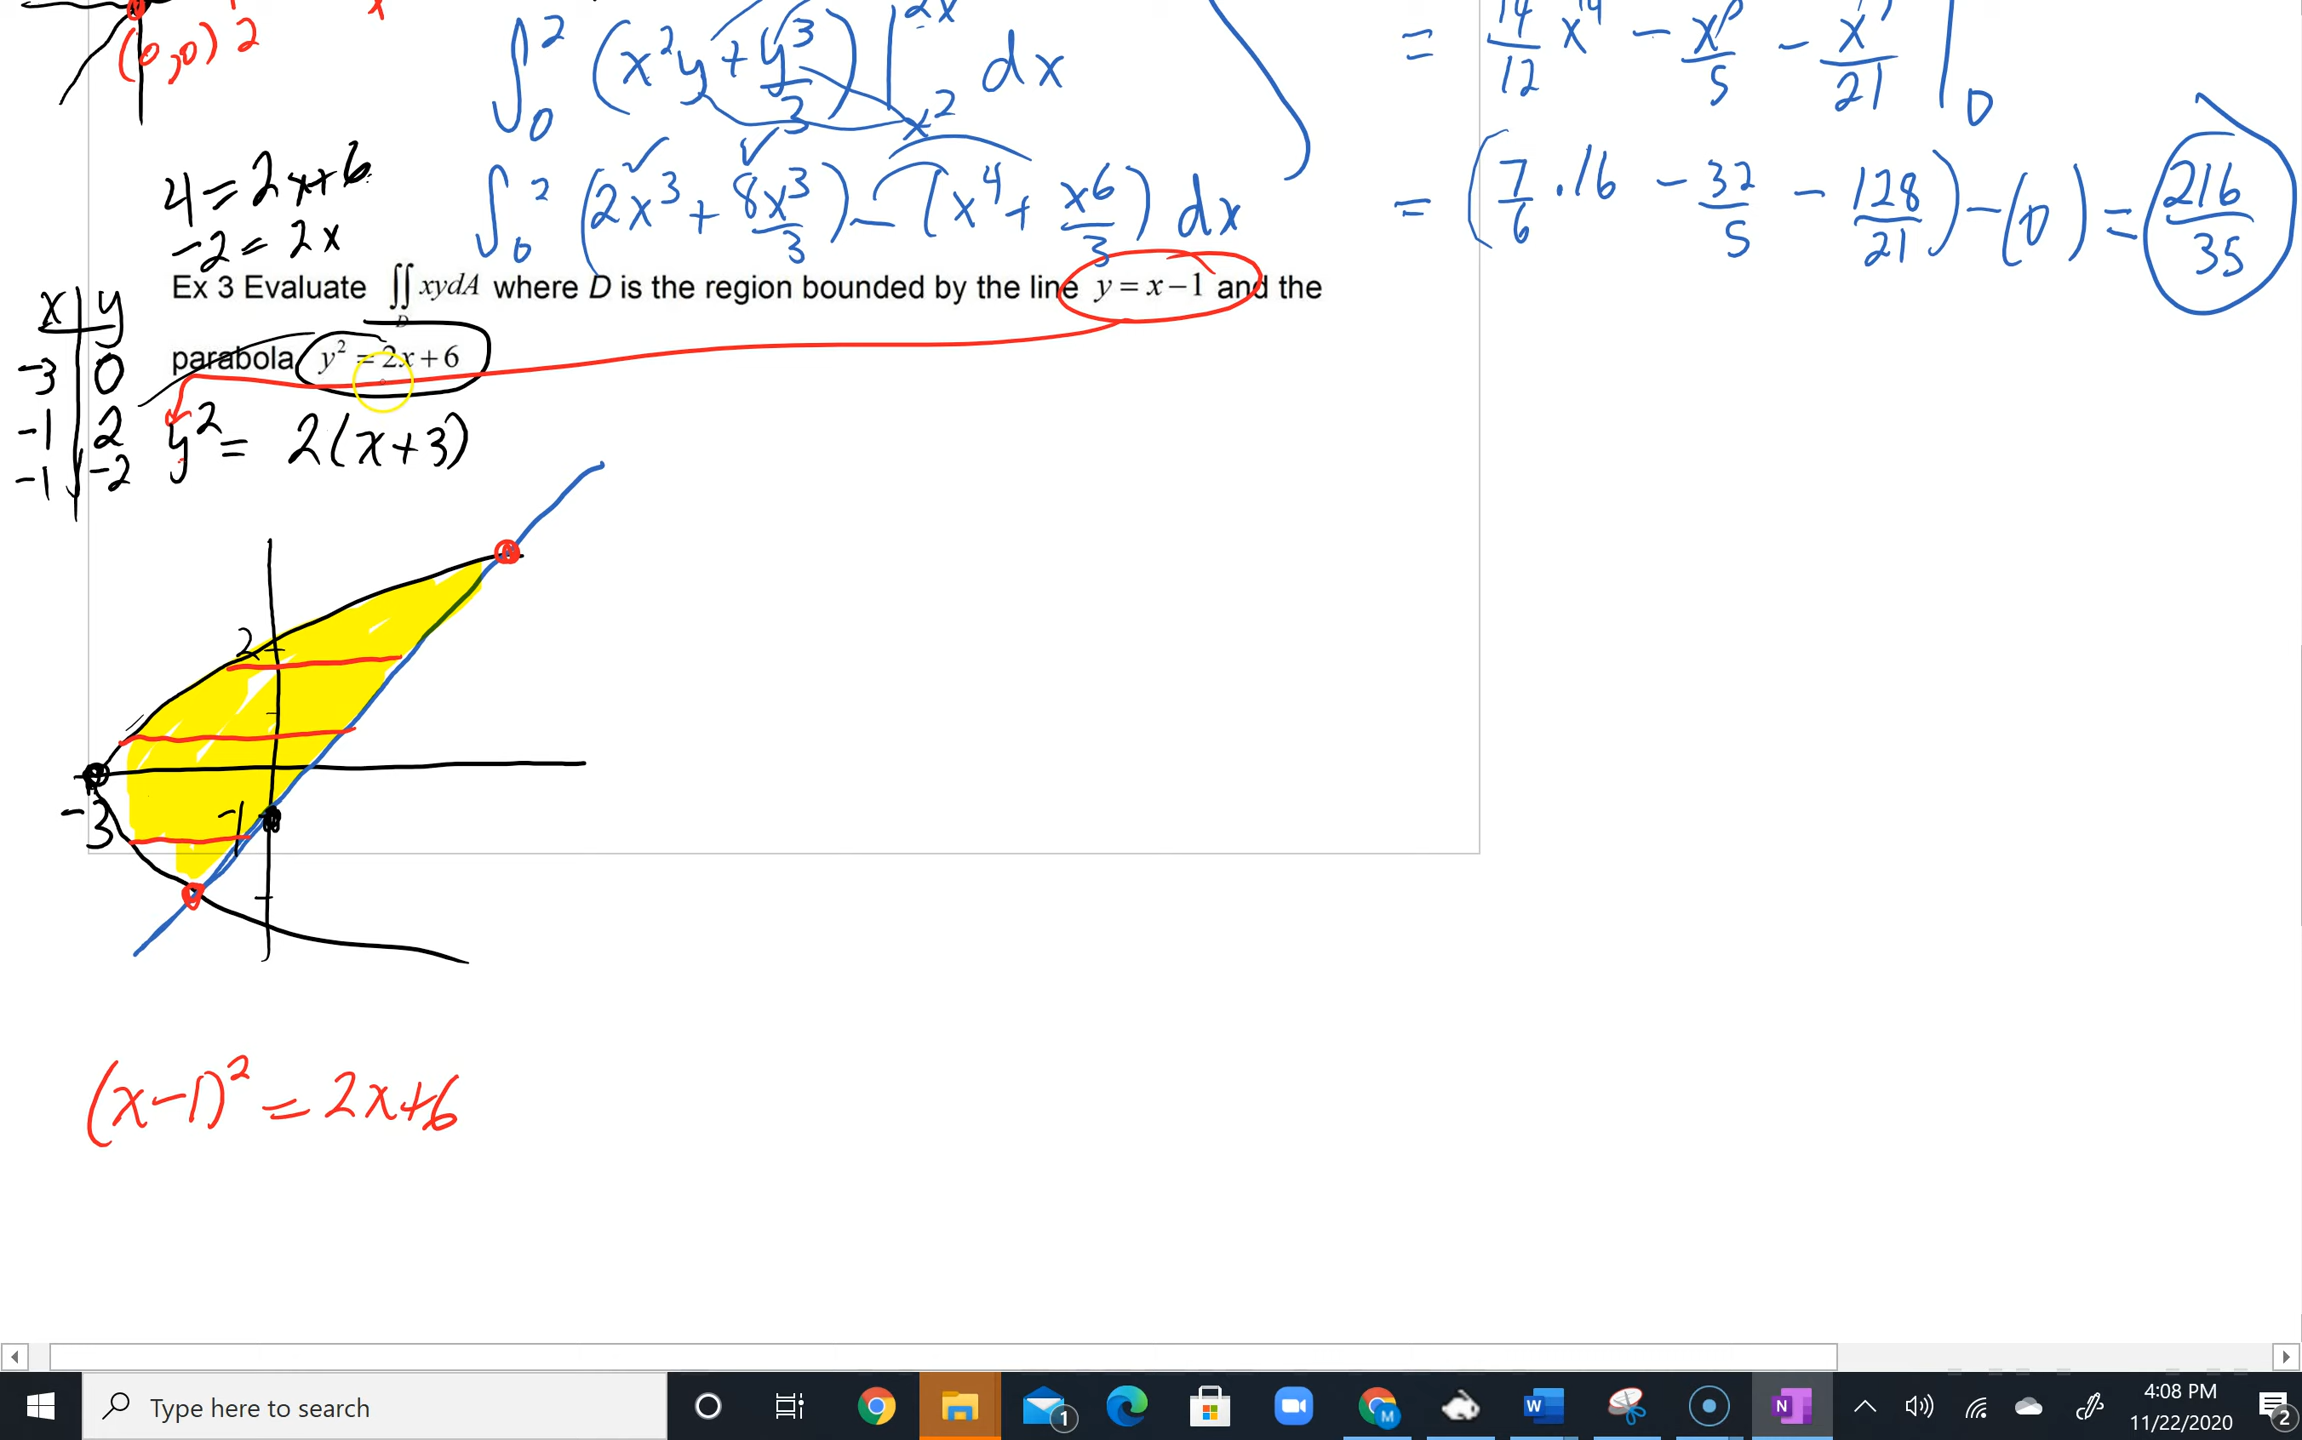 (0,0) 2 x
∫₀² (x²y + y³/3) |_{x²}^{2x} dx
= 14/12 x⁴ − x⁵/5 − x⁷/21 |₀
4 = 2x+6
−2 = 2x
∫₀² (2x³ + 8x³/3) − (x⁴ + x⁶/3) dx
= (7/6 · 16 − 32/5 − 128/21) − (0) = 216/35
Ex 3 Evaluate ∬_D xydA where D is the region bounded by the line y = x − 1 and the
parabola y² = 2x + 6
x | y
−3 | 0
−1 | 2
−1 | −2
y² = 2(x+3)
2
−3
−1
(x−1)² = 2x+6
Type here to search
1
M
W
N
4:08 PM
11/22/2020
2